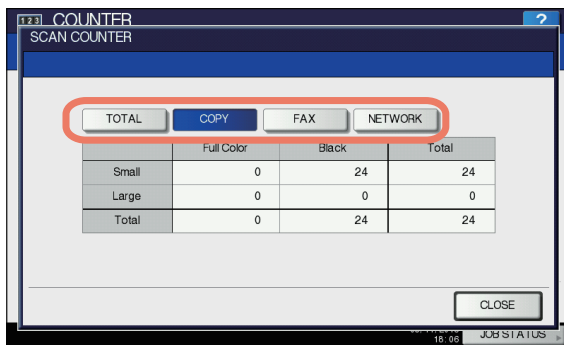 123 COUNTER ?
SCAN COUNTER
TOTAL COPY FAX NETWORK
Full Color Black Total
Small 0 24 24
Large 0 0 0
Total 0 24 24
CLOSE
18:06 JOB STATUS